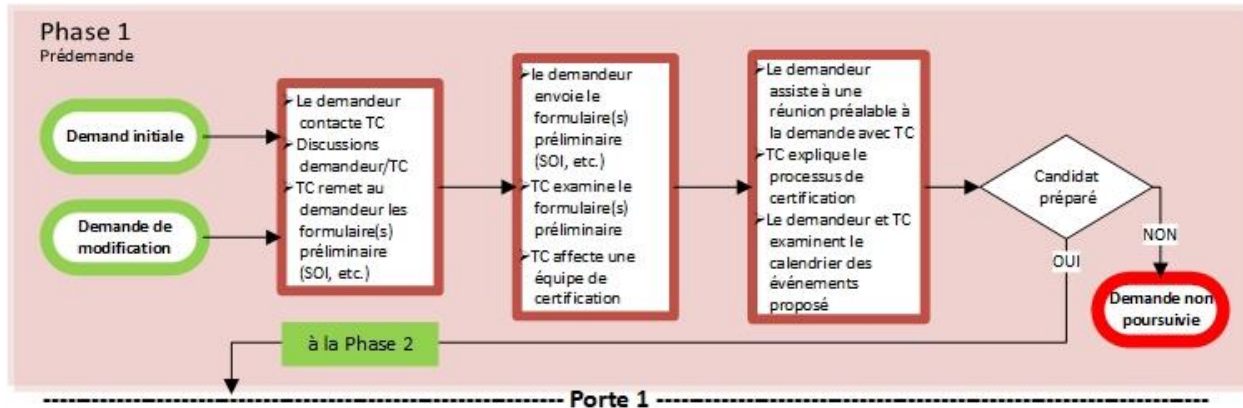 Phase 1
Prédemande
Demand initiale
Demande de
modification
➢Le demandeur
contacte TC
➢Discussions
demandeur/TC
➢TC remet au
demandeur les
formulaire(s)
préliminaire
(SOI, etc.)
➢le demandeur
envoie le
formulaire(s)
préliminaire
(SOI, etc.)
➢TC examine le
formulaire(s)
préliminaire
➢TC affecte une
équipe de
certification
➢Le demandeur
assiste à une
réunion préalable à
la demande avec TC
➢TC explique le
processus de
certification
➢Le demandeur et TC
examinent le
calendrier des
événements
proposé
Candidat
préparé
NON
OUI
Demande non
poursuivie
à la Phase 2
Porte 1